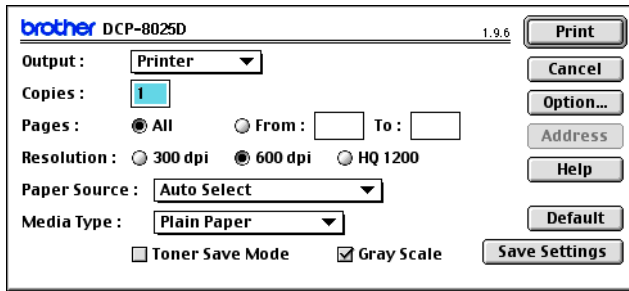 brother DCP-8025D 1.9.6 Print
Output : Printer Cancel
Copies : 1 Option...
Pages : All From : To : Address
Resolution : 300 dpi 600 dpi HQ 1200 Help
Paper Source : Auto Select
Media Type : Plain Paper Default
Toner Save Mode Gray Scale Save Settings